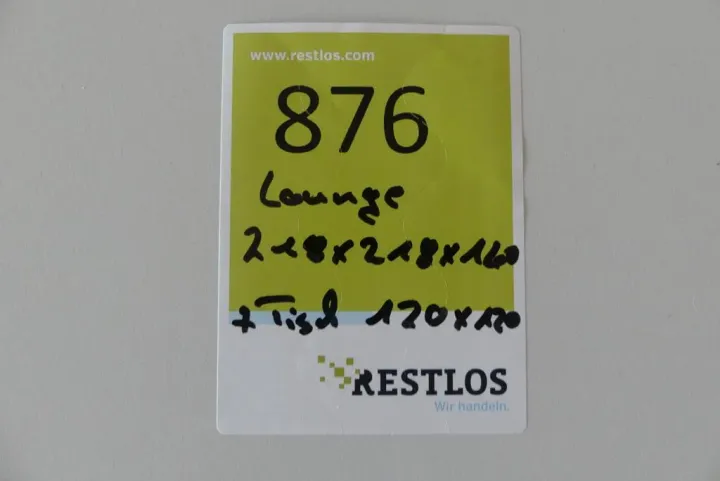 www.restlos.com
876
Lounge
218x218x160
+ Tisch 120x120
RESTLOS
Wir handeln.